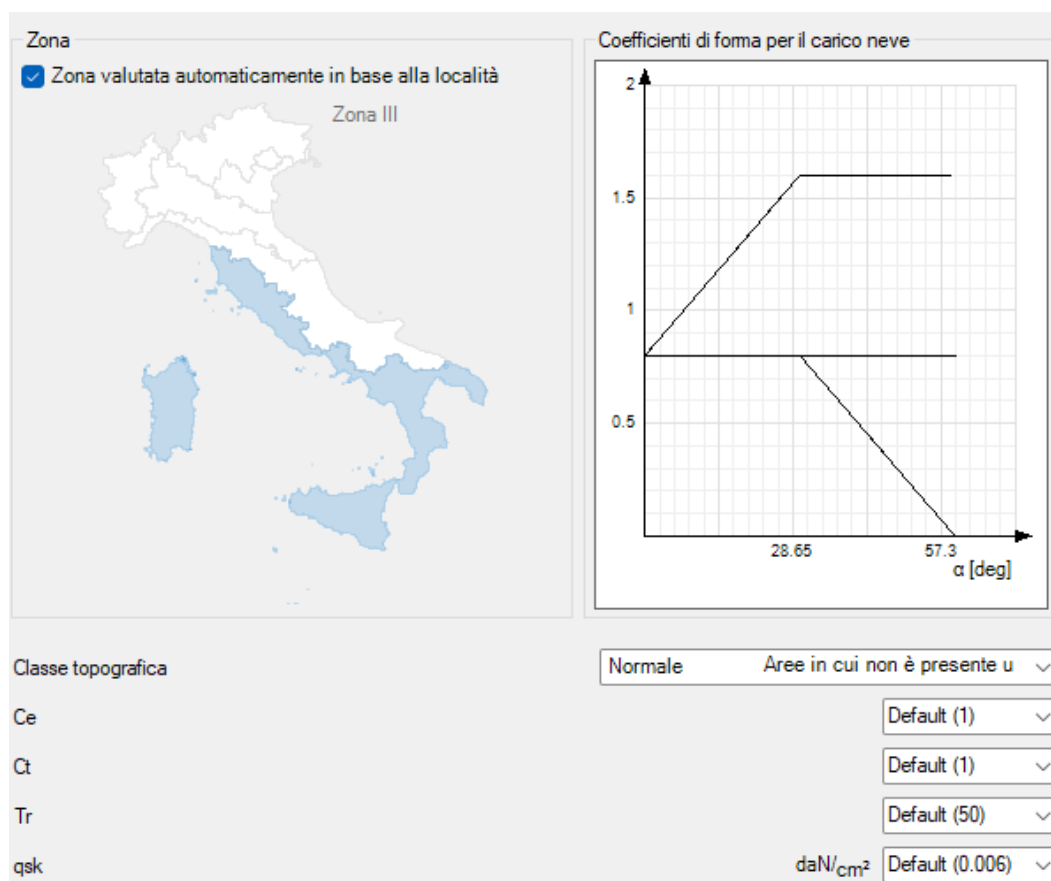 Zona
Zona valutata automaticamente in base alla località
Zona III
Coefficienti di forma per il carico neve
2
1.5
1
0.5
28.65
57.3
α [deg]
Classe topografica
Normale Aree in cui non è presente u
Ce
Default (1)
Ct
Default (1)
Tr
Default (50)
qsk
daN/cm² Default (0.006)